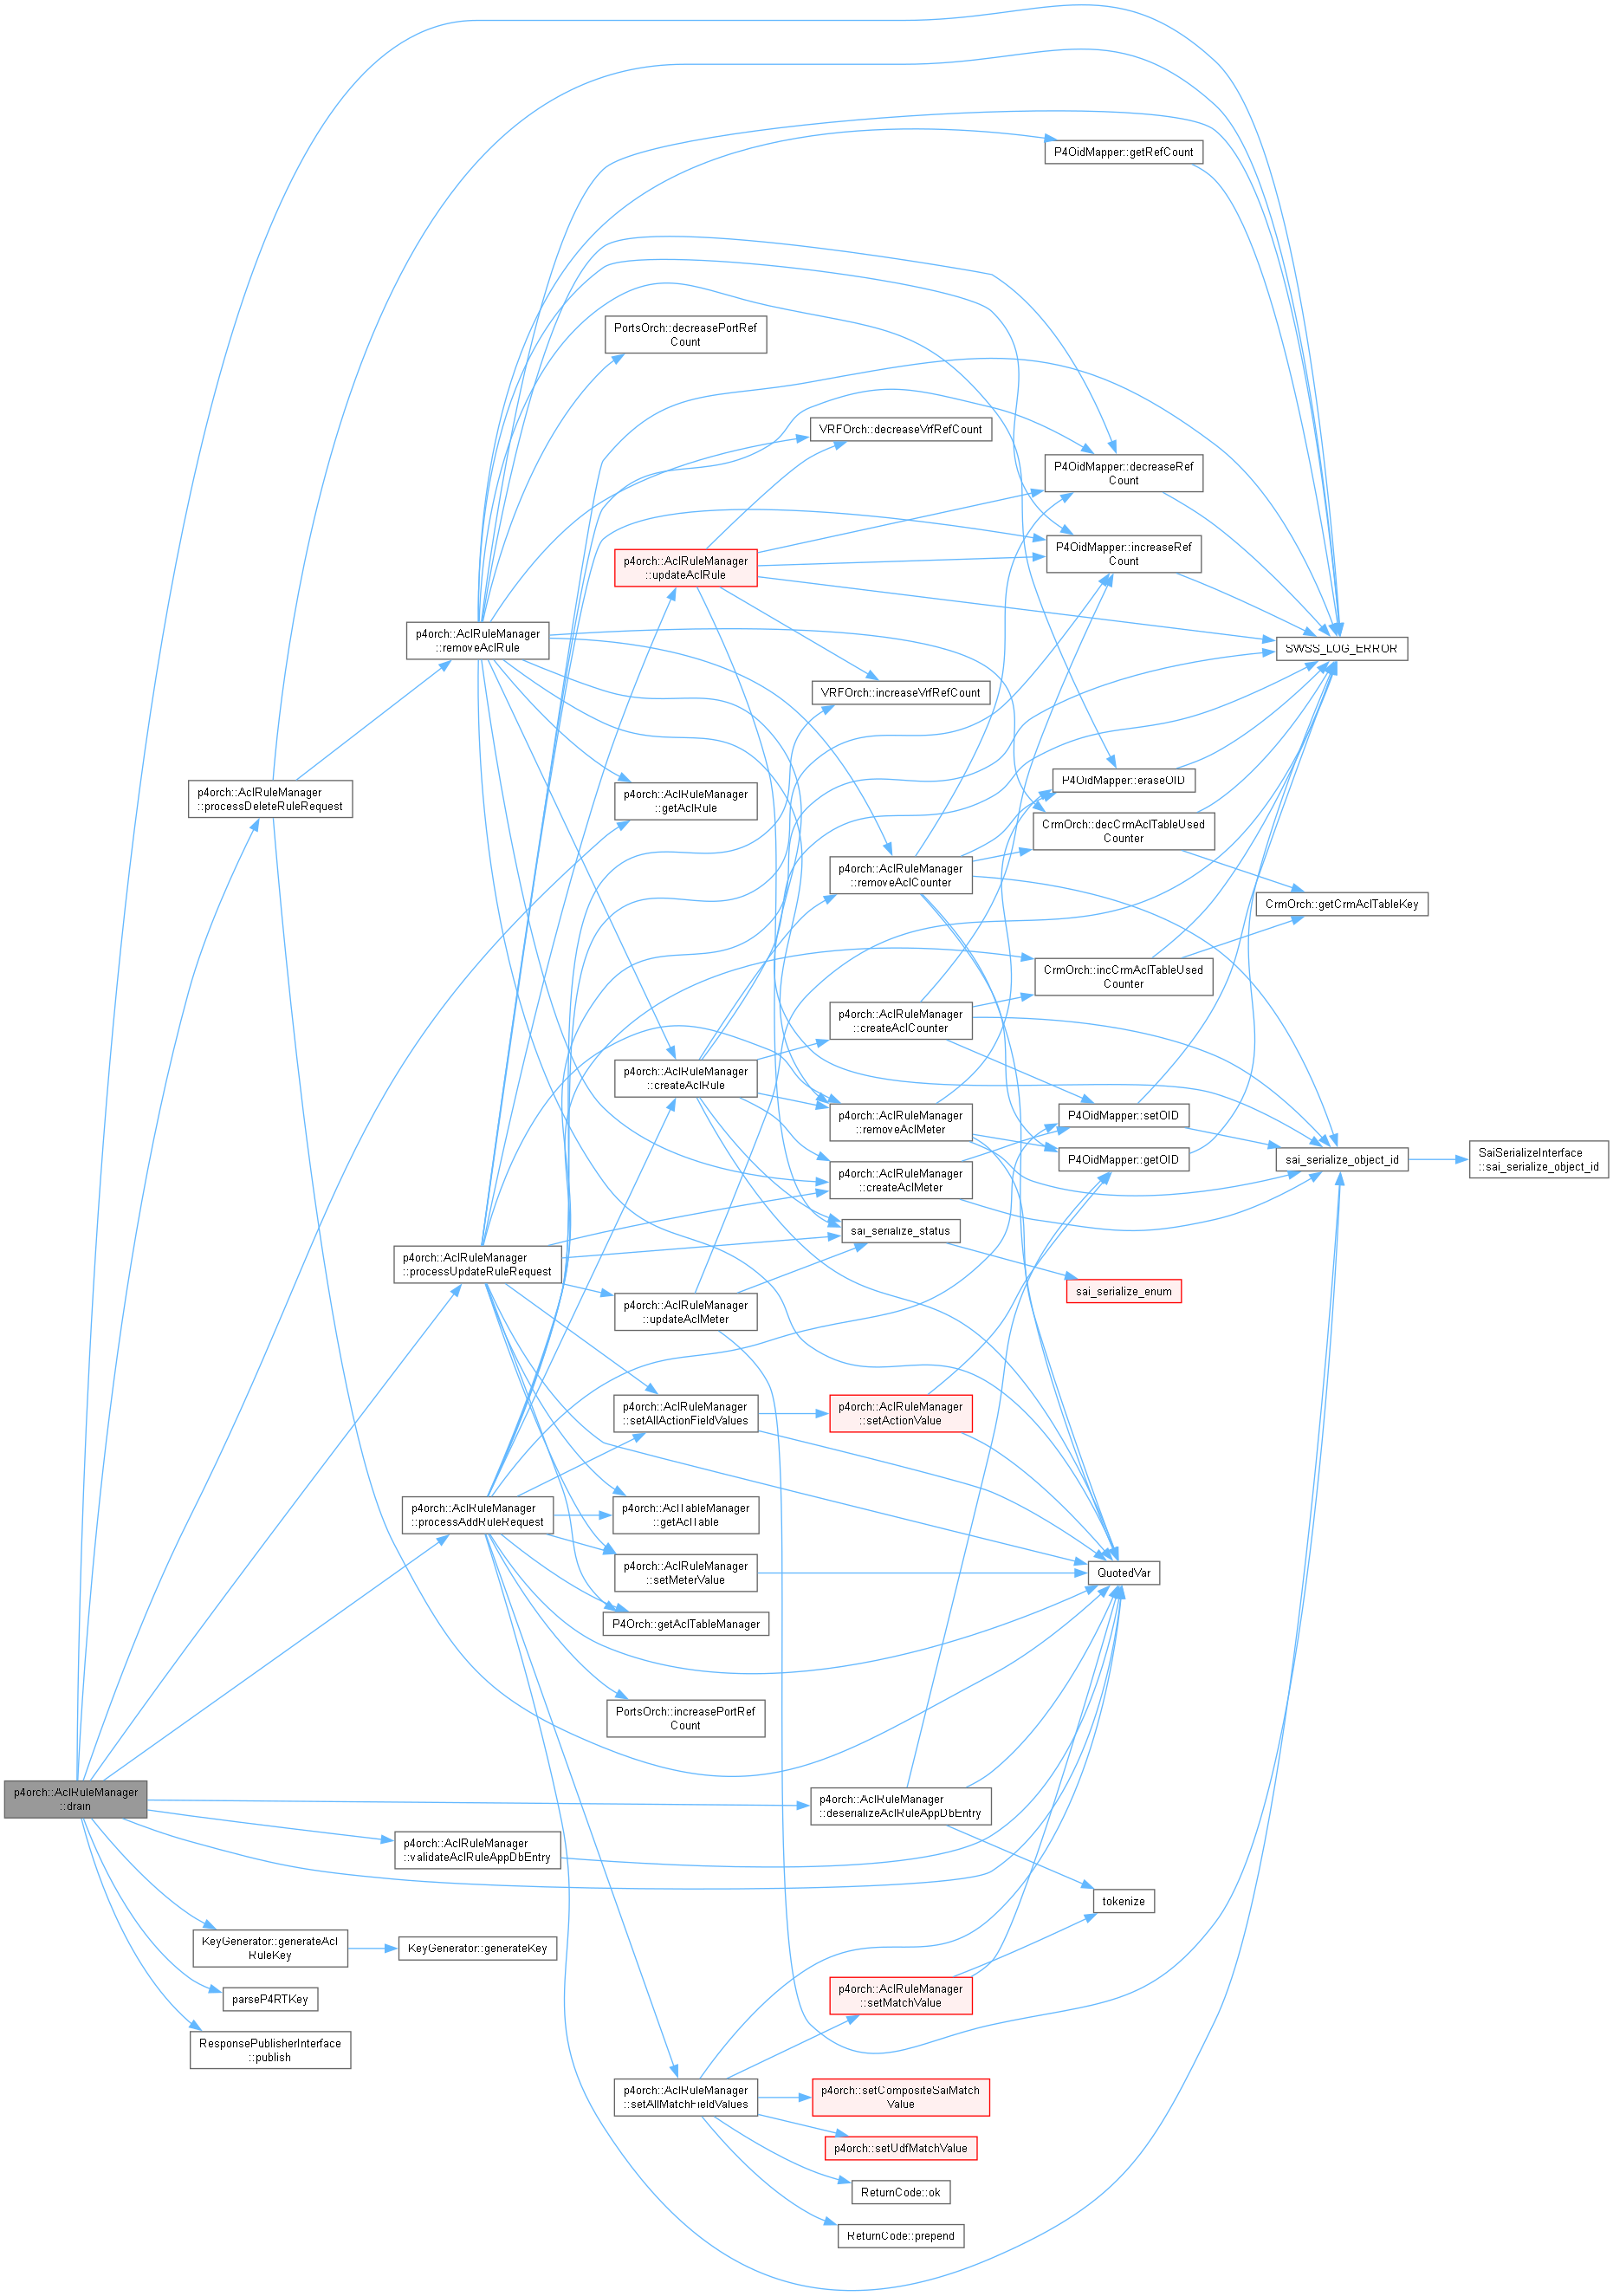 P4OidMapper::getRefCount
PortsOrch::decreasePortRef
Count
VRFOrch::decreaseVrfRefCount
P4OidMapper::decreaseRef
Count
P4OidMapper::increaseRef
Count
p4orch::AclRuleManager
::updateAclRule
p4orch::AclRuleManager
::removeAclRule
SWSS_LOG_ERROR
VRFOrch::increaseVrfRefCount
p4orch::AclRuleManager
::processDeleteRuleRequest
p4orch::AclRuleManager
::getAclRule
P4OidMapper::eraseOID
CrmOrch::decCrmAclTableUsed
Counter
p4orch::AclRuleManager
::removeAclCounter
CrmOrch::getCrmAclTableKey
CrmOrch::incCrmAclTableUsed
Counter
p4orch::AclRuleManager
::createAclCounter
p4orch::AclRuleManager
::createAclRule
p4orch::AclRuleManager
::removeAclMeter
P4OidMapper::setOID
P4OidMapper::getOID
sai_serialize_object_id
SaiSerializeInterface
::sai_serialize_object_id
p4orch::AclRuleManager
::createAclMeter
sai_serialize_status
p4orch::AclRuleManager
::processUpdateRuleRequest
sai_serialize_enum
p4orch::AclRuleManager
::updateAclMeter
p4orch::AclRuleManager
::setAllActionFieldValues
p4orch::AclRuleManager
::setActionValue
p4orch::AclRuleManager
::processAddRuleRequest
p4orch::AclTableManager
::getAclTable
p4orch::AclRuleManager
::setMeterValue
QuotedVar
P4Orch::getAclTableManager
PortsOrch::increasePortRef
Count
p4orch::AclRuleManager
::drain
p4orch::AclRuleManager
::deserializeAclRuleAppDbEntry
p4orch::AclRuleManager
::validateAclRuleAppDbEntry
tokenize
KeyGenerator::generateAcl
RuleKey
KeyGenerator::generateKey
parseP4RTKey
p4orch::AclRuleManager
::setMatchValue
ResponsePublisherInterface
::publish
p4orch::AclRuleManager
::setAllMatchFieldValues
p4orch::setCompositeSaiMatch
Value
p4orch::setUdfMatchValue
ReturnCode::ok
ReturnCode::prepend